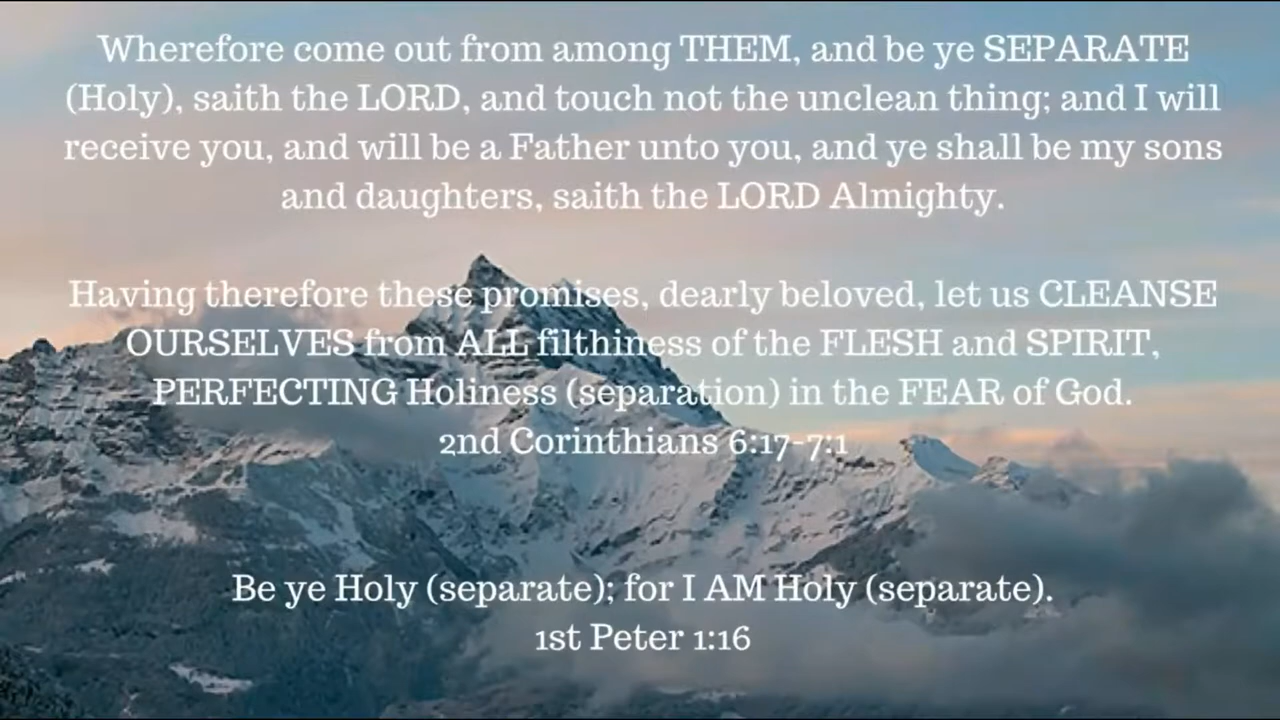 Wherefore come out from among THEM, and be ye SEPARATE
(Holy), saith the LORD, and touch not the unclean thing; and I will
receive you, and will be a Father unto you, and ye shall be my sons
and daughters, saith the LORD Almighty.
Having therefore these promises, dearly beloved, let us CLEANSE
OURSELVES from ALL filthiness of the FLESH and SPIRIT,
PERFECTING Holiness (separation) in the FEAR of God.
2nd Corinthians 6:17-7:1
Be ye Holy (separate); for I AM Holy (separate).
1st Peter 1:16